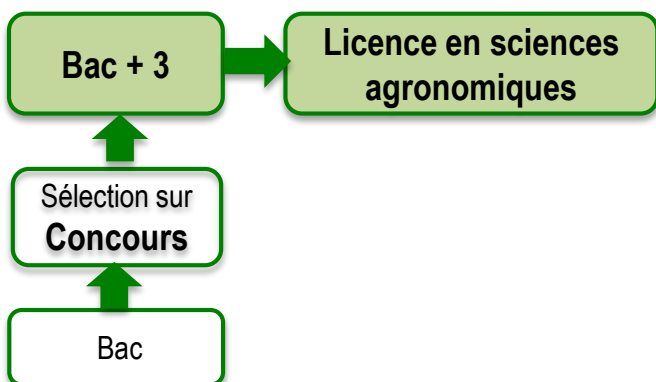 Bac + 3
Licence en sciences
agronomiques
Sélection sur
Concours
Bac